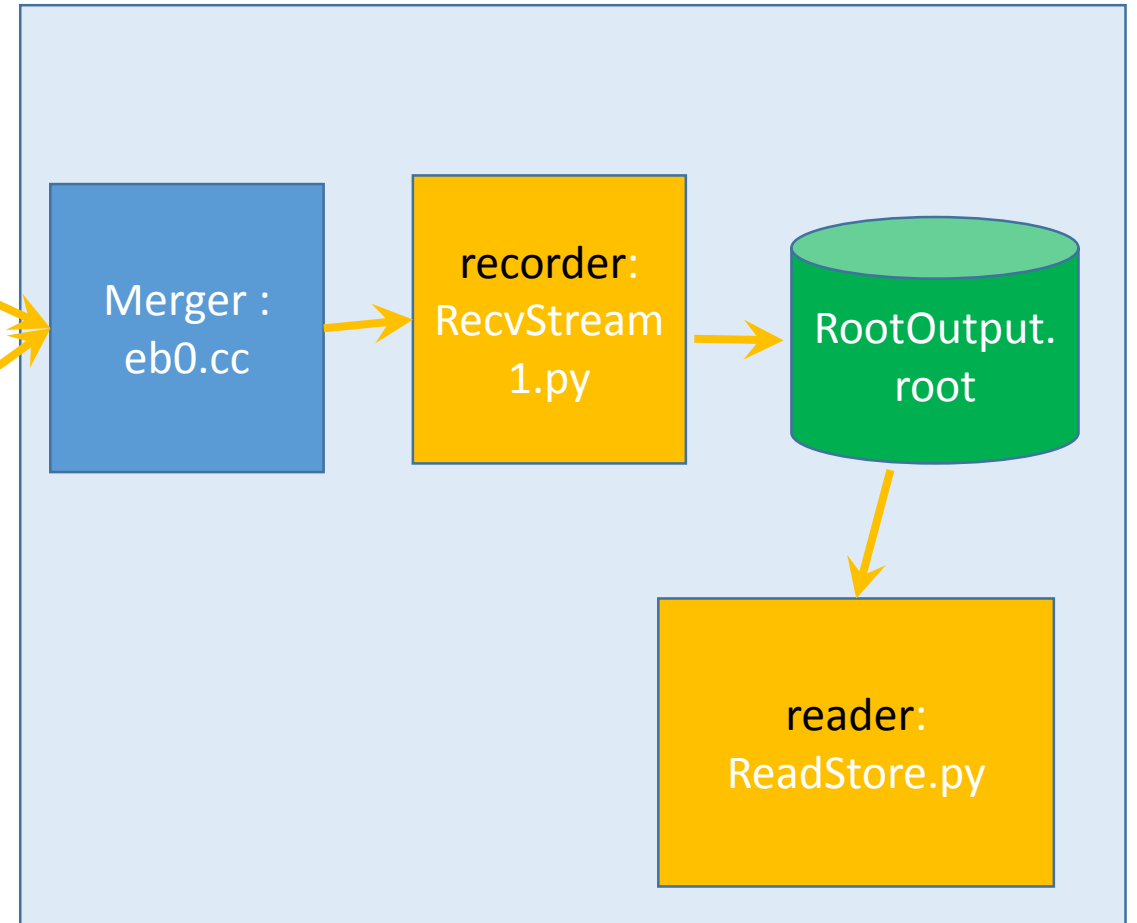 Merger :
eb0.cc
recorder:
RecvStream
1.py
RootOutput.
root
reader:
ReadStore.py